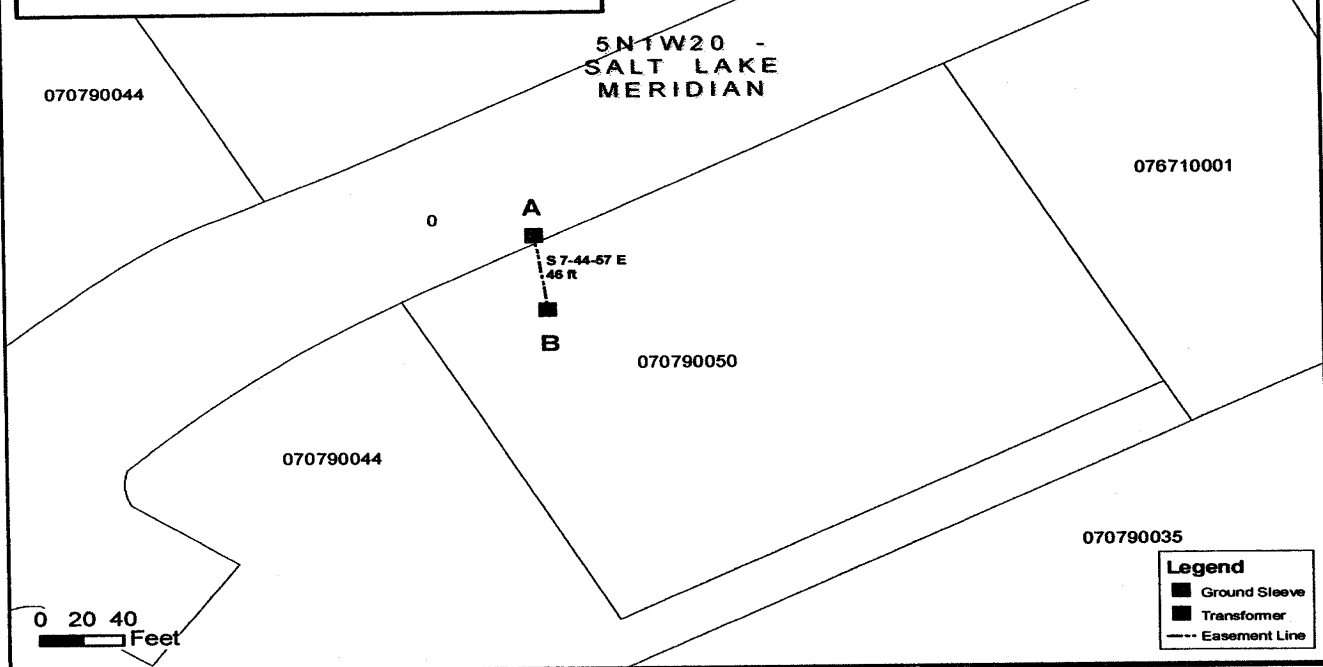 5N1W20 -
SALT LAKE
MERIDIAN
070790044
076710001
0
A
S 7-44-57 E
46 ft
B
070790050
070790044
070790035
Legend
Ground Sleeve
Transformer
Easement Line
0 20 40
Feet